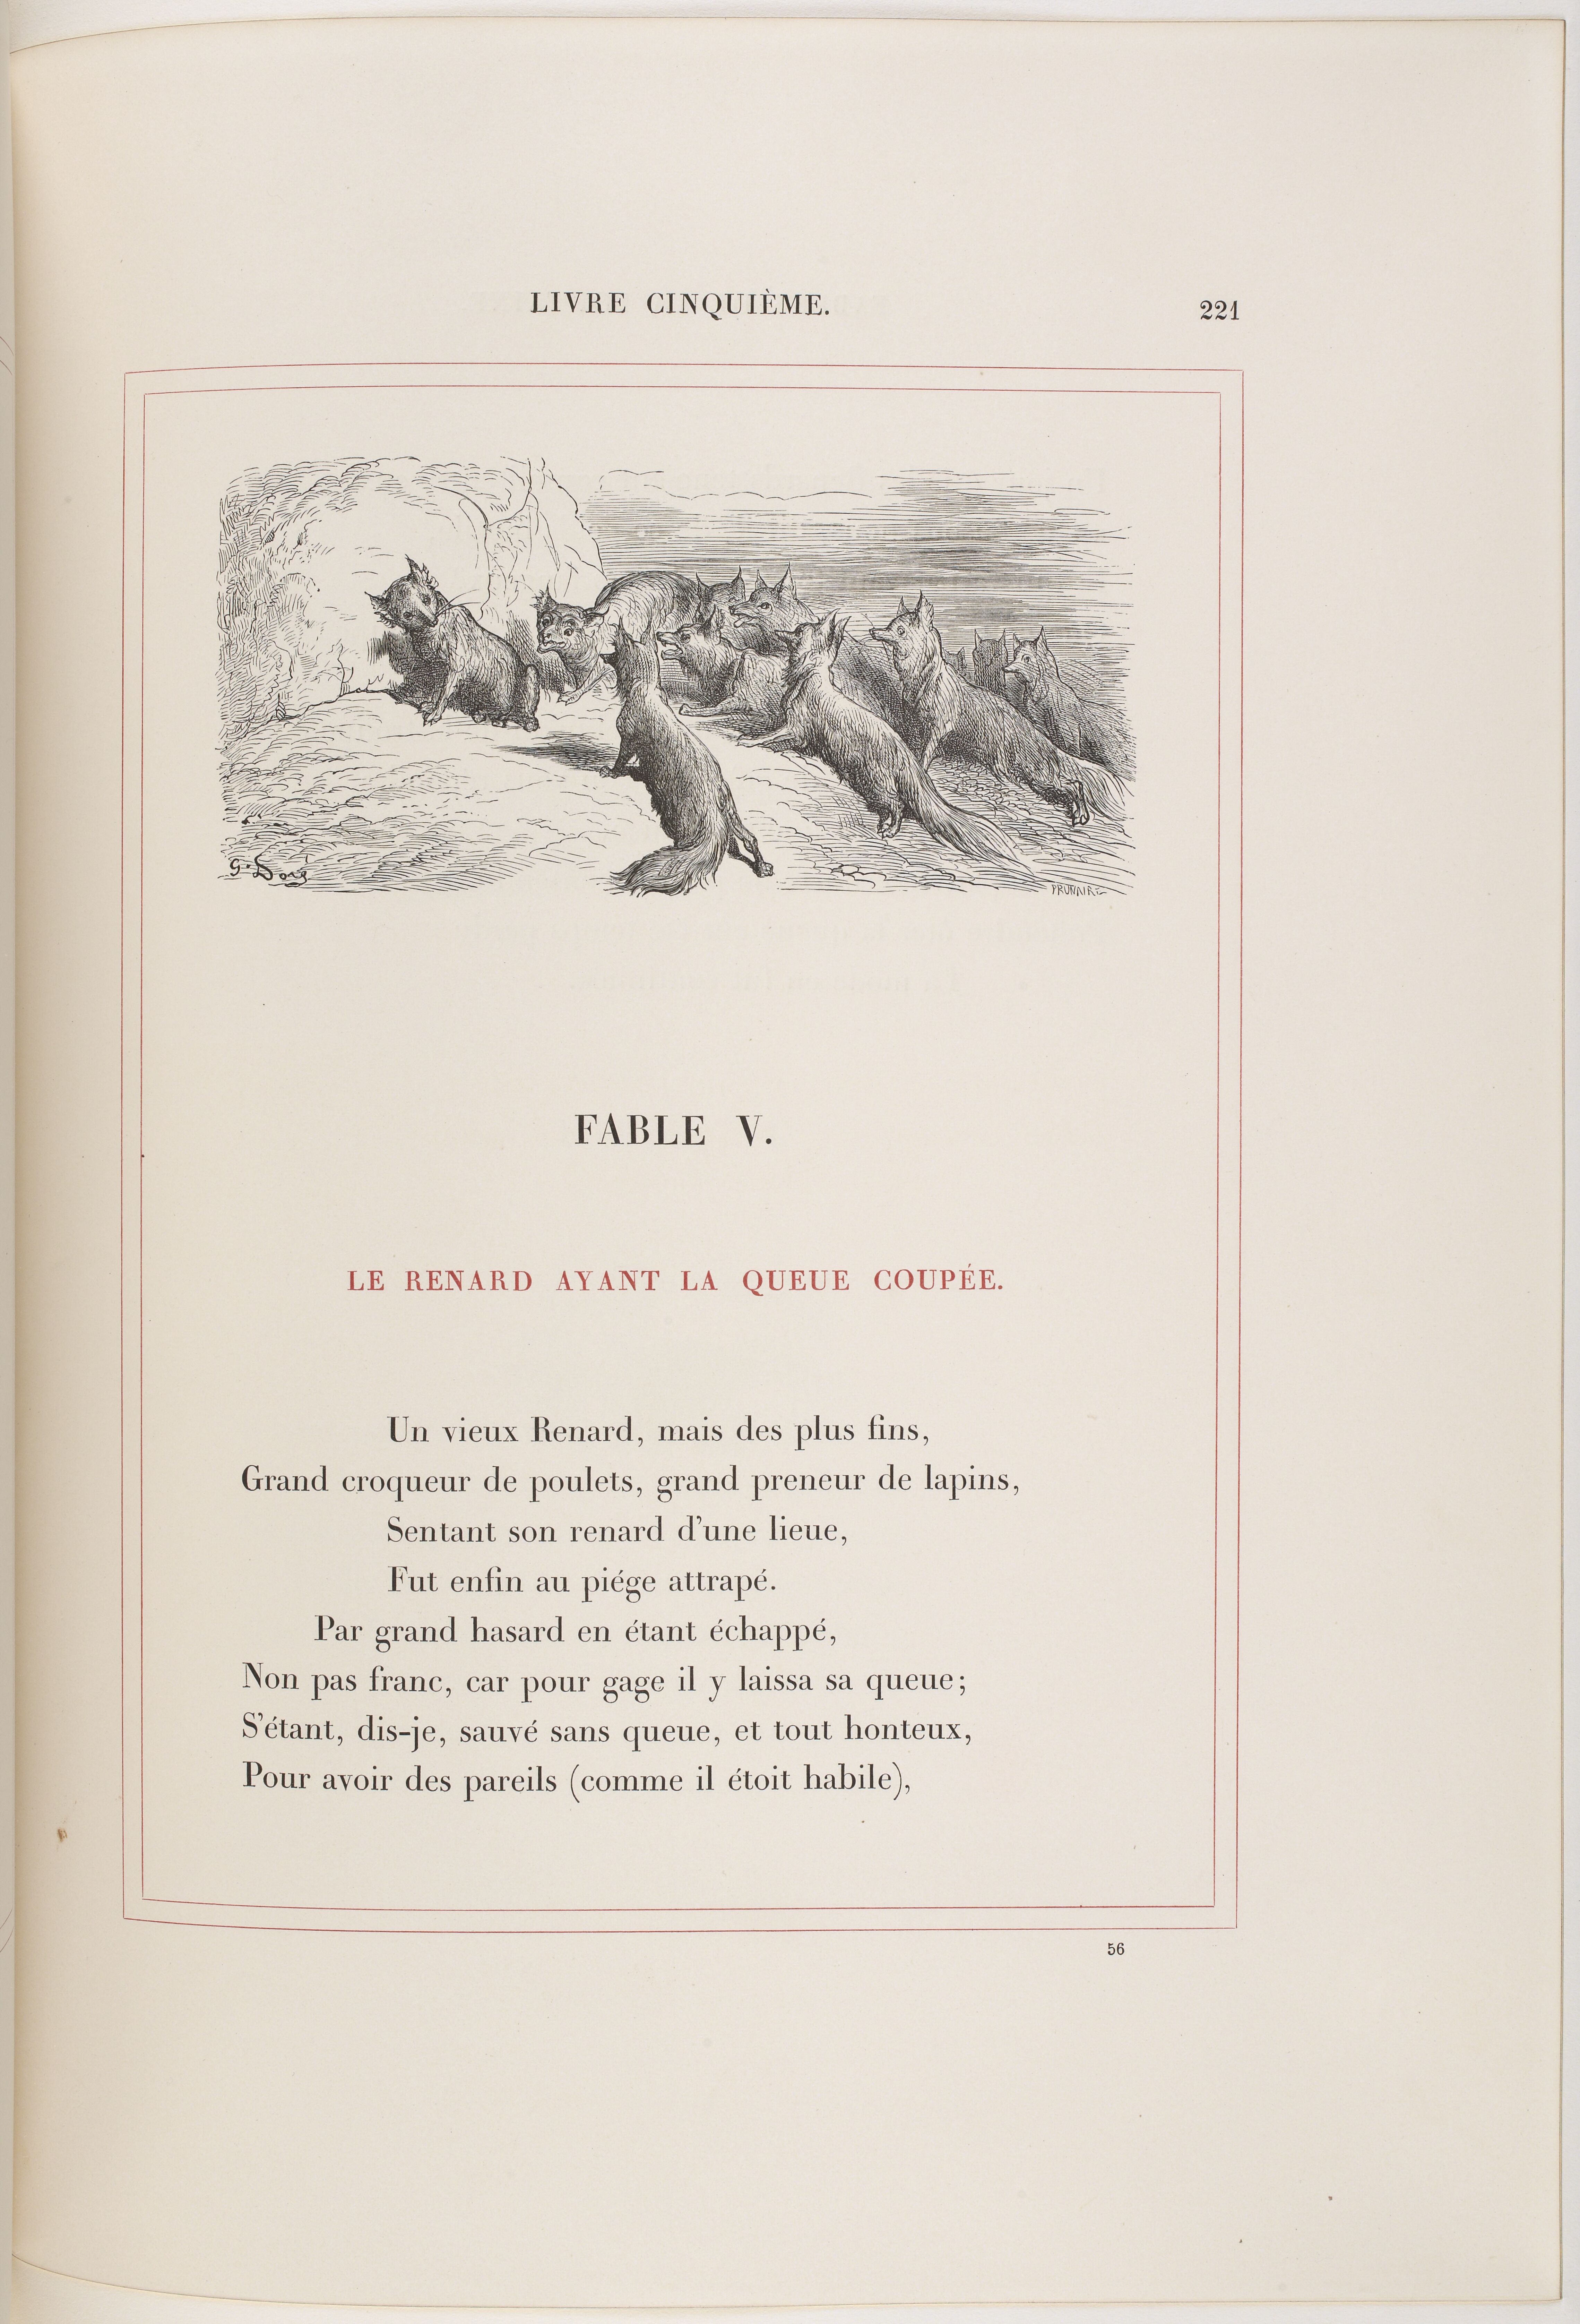 LIVRE CINQUIÈME.
221
G. Doré
PRUNAIRE
FABLE V.
LE RENARD AYANT LA QUEUE COUPÉE.
Un vieux Renard, mais des plus fins,
Grand croqueur de poulets, grand preneur de lapins,
Sentant son renard d'une lieue,
Fut enfin au piége attrapé.
Par grand hasard en étant échappé,
Non pas franc, car pour gage il y laissa sa queue;
S'étant, dis-je, sauvé sans queue, et tout honteux,
Pour avoir des pareils (comme il étoit habile),
56